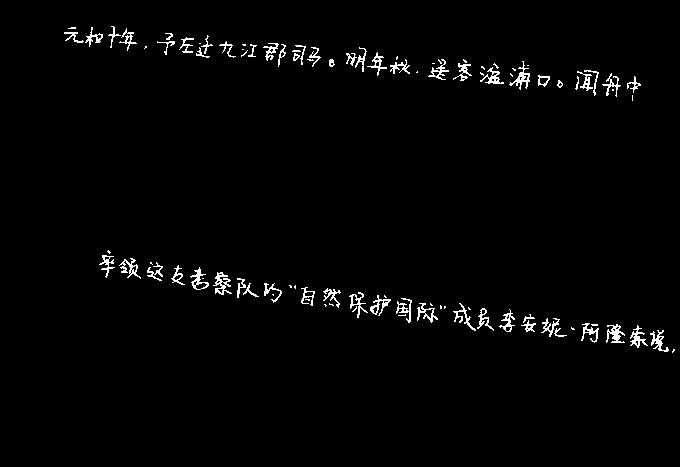 元和十年，予左迁九江郡司马。明年秋，送客湓浦口。闻舟中
率领这支考察队的“自然保护国际”成员李安妮·阿隆索说，